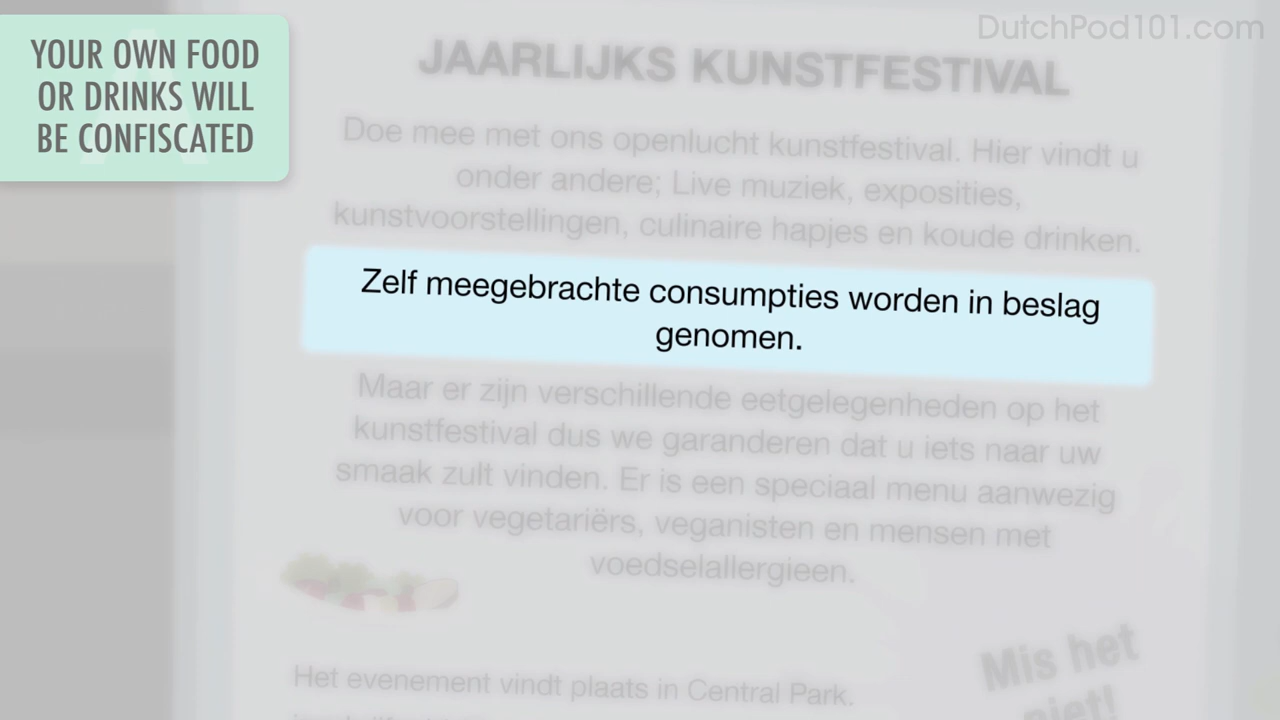 DutchPod101.com
YOUR OWN FOOD
OR DRINKS WILL
BE CONFISCATED
JAARLIJKS KUNSTFESTIVAL
Doe mee met ons openlucht kunstfestival. Hier vindt u
onder andere; Live muziek, exposities,
kunstvoorstellingen, culinaire hapjes en koude drinken.
Zelf meegebrachte consumpties worden in beslag
genomen.
Maar er zijn verschillende eetgelegenheden op het
kunstfestival dus we garanderen dat u iets naar uw
smaak zult vinden. Er is een speciaal menu aanwezig
voor vegetariërs, veganisten en mensen met
voedselallergieen.
Mis het
niet!
Het evenement vindt plaats in Central Park.